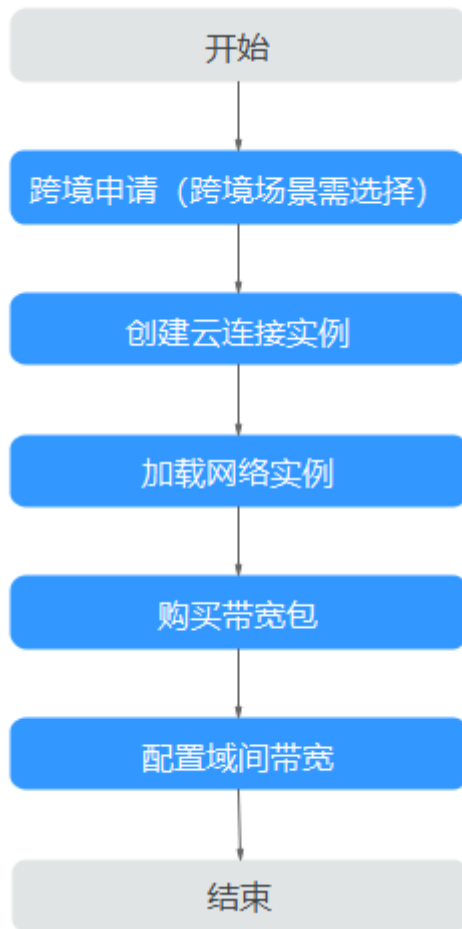 开始
跨境申请（跨境场景需选择）
创建云连接实例
加载网络实例
购买带宽包
配置域间带宽
结束